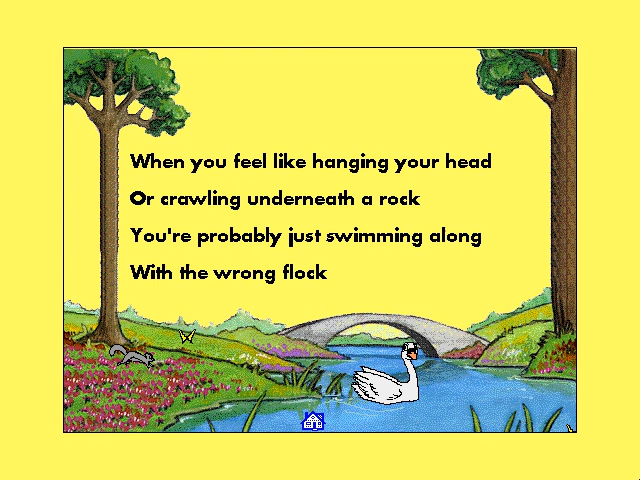 When you feel like hanging your head
Or crawling underneath a rock
You're probably just swimming along
With the wrong flock